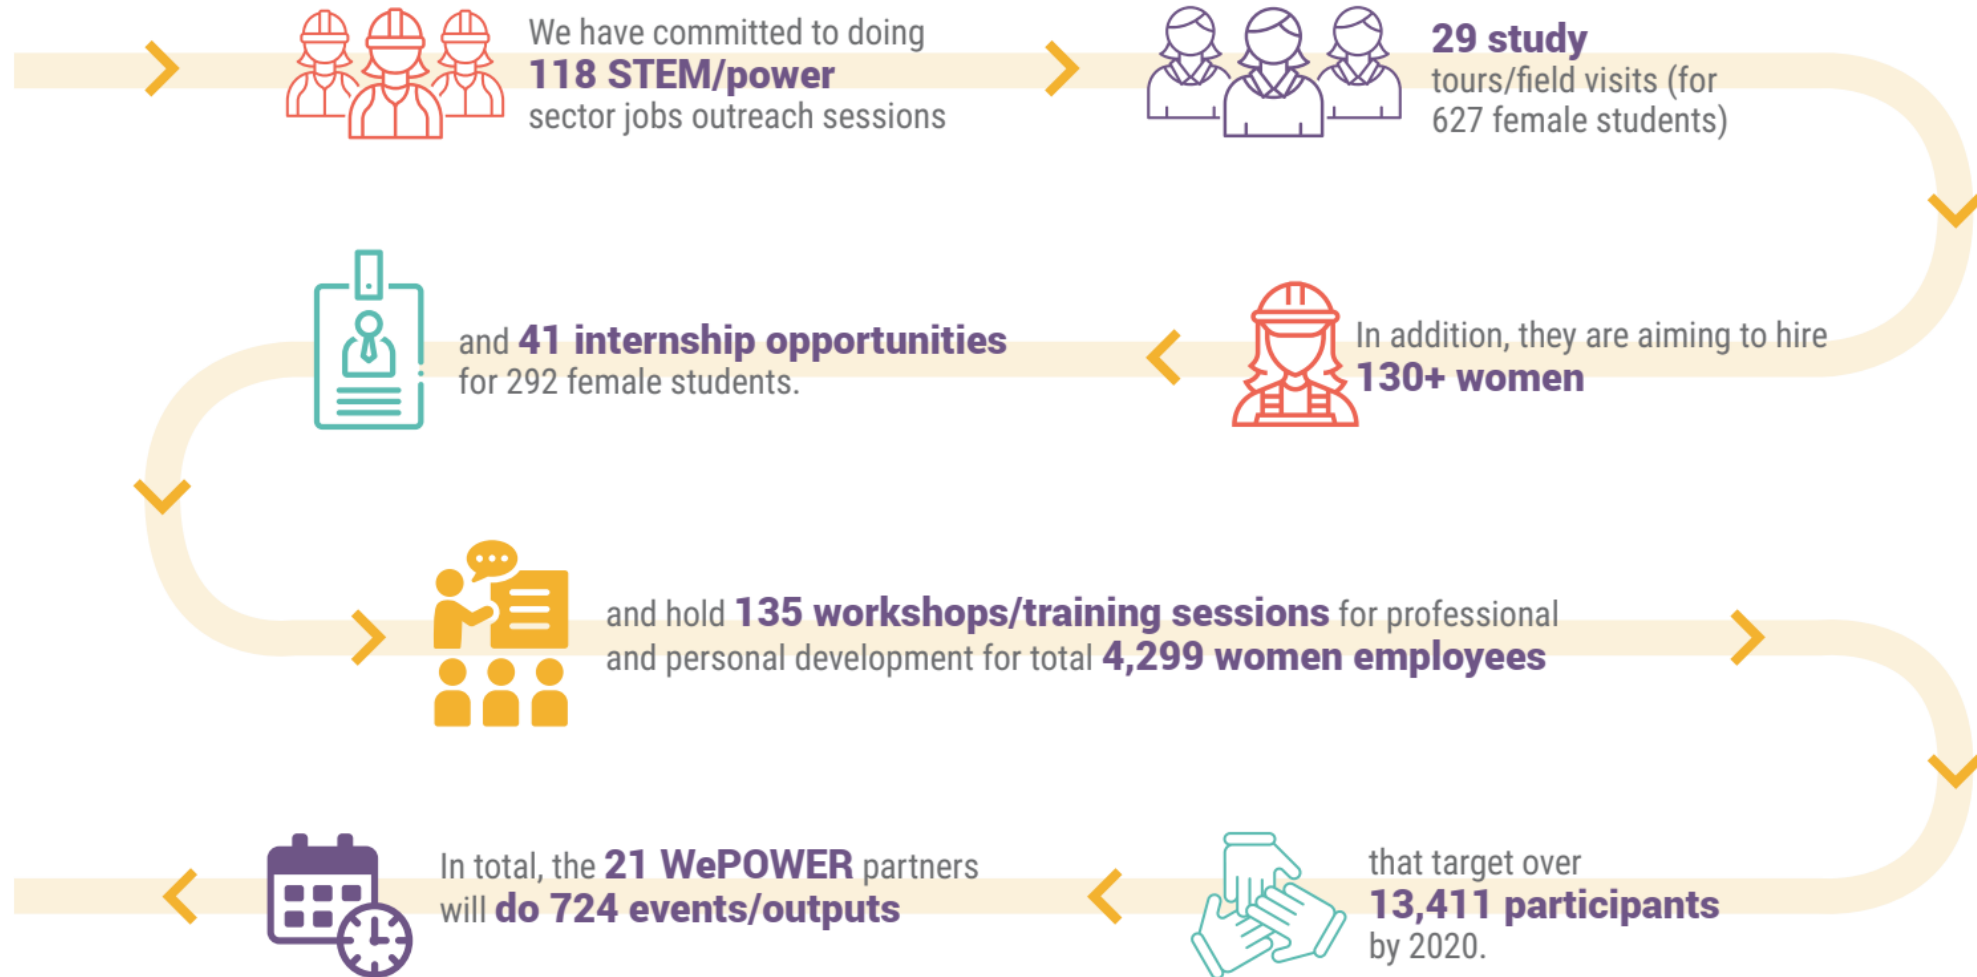 We have committed to doing
118 STEM/power
sector jobs outreach sessions
29 study
tours/field visits (for
627 female students)
In addition, they are aiming to hire
130+ women
and 41 internship opportunities
for 292 female students.
and hold 135 workshops/training sessions for professional
and personal development for total 4,299 women employees
that target over
13,411 participants
by 2020.
In total, the 21 WePOWER partners
will do 724 events/outputs